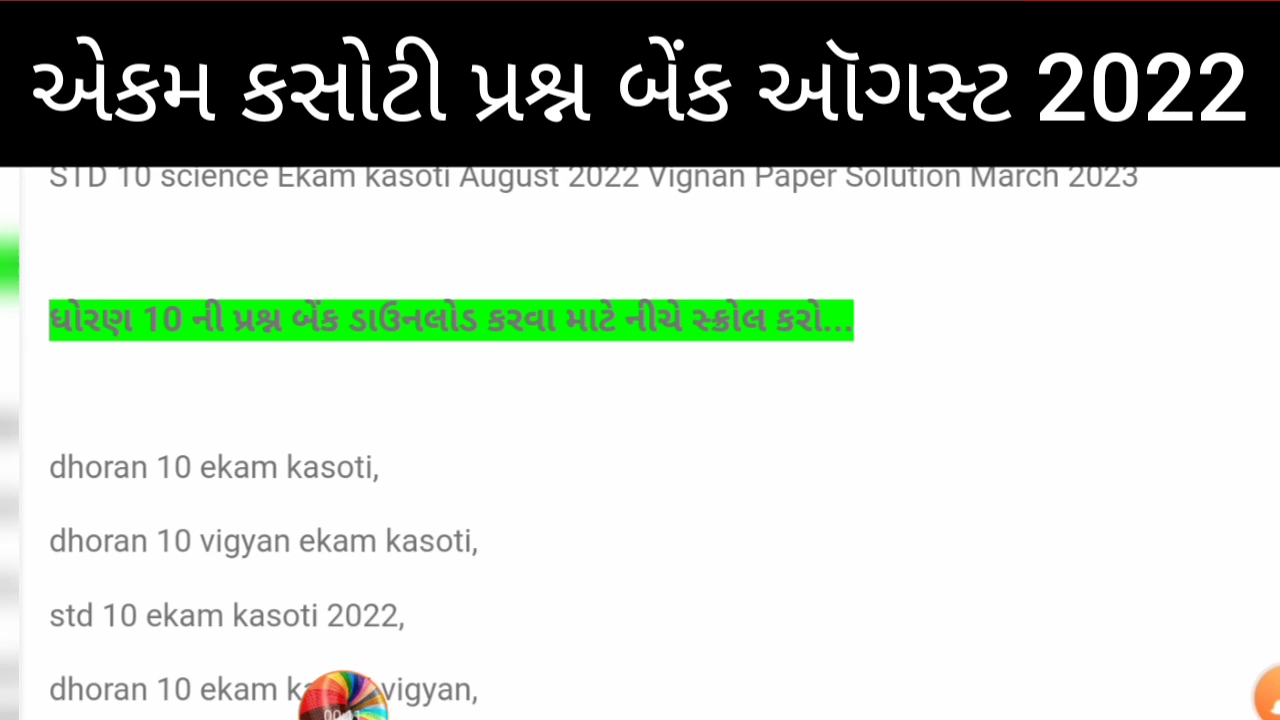 એકમ કસોટી પ્રશ્ન બેંક ઑગસ્ટ 2022
STD 10 science Ekam kasoti August 2022 Vignan Paper Solution March 2023
ધોરણ 10 ની પ્રશ્ન બેંક ડાઉનલોડ કરવા માટે નીચે સ્ક્રોલ કરો...
dhoran 10 ekam kasoti,
dhoran 10 vigyan ekam kasoti,
std 10 ekam kasoti 2022,
dhoran 10 ekam vigyan,